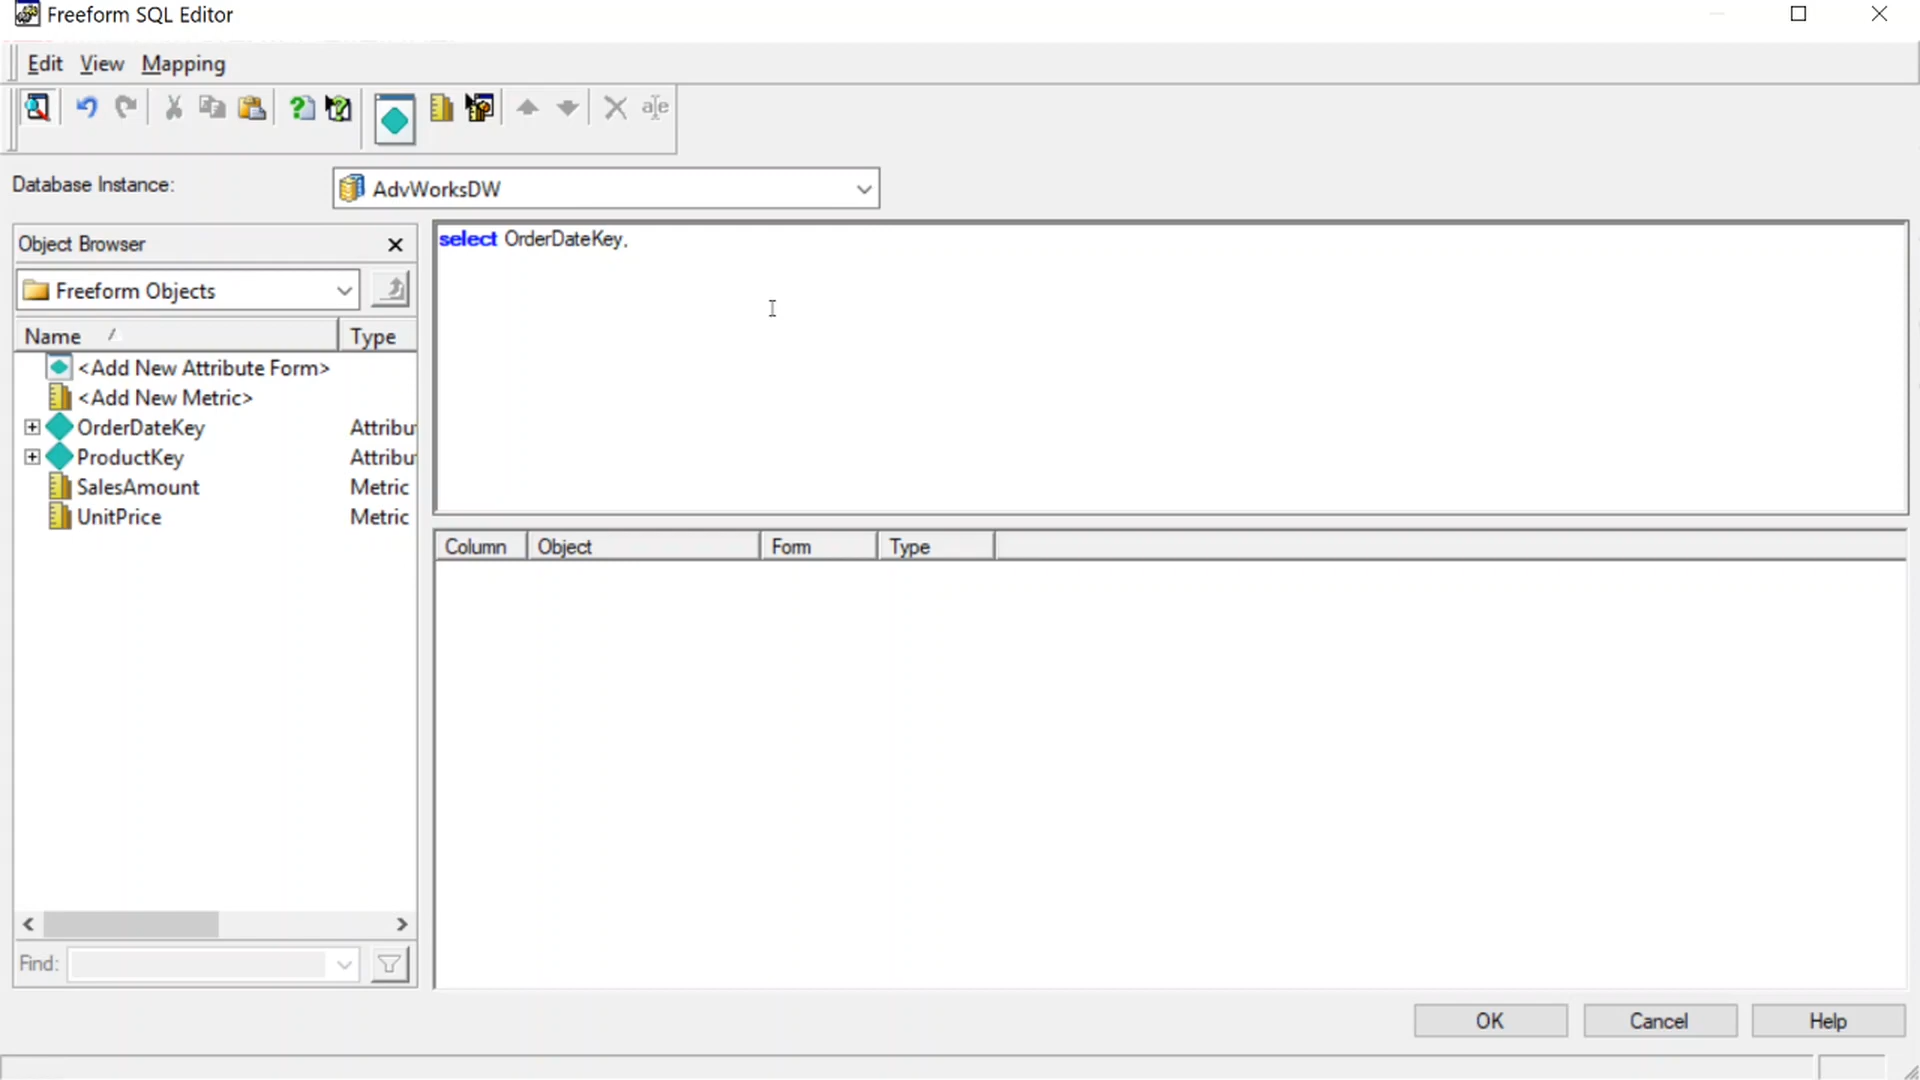 Freeform SQL Editor
Edit View Mapping
Database Instance:
AdvWorksDW
Object Browser
Freeform Objects
Name Type
<Add New Attribute Form>
<Add New Metric>
OrderDateKey Attribu
ProductKey Attribu
SalesAmount Metric
UnitPrice Metric
Find:
select OrderDateKey,
Column Object Form Type
OK Cancel Help